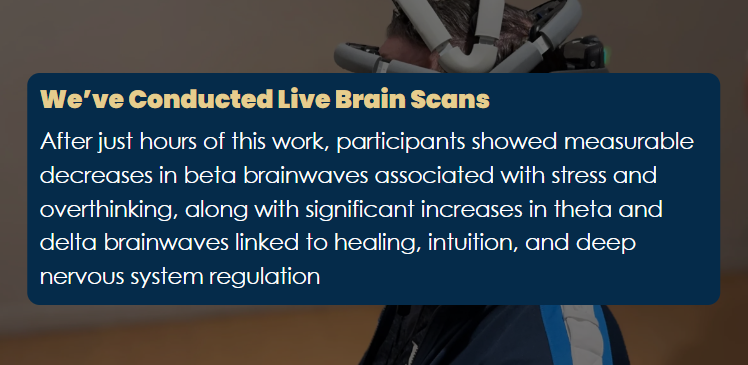 We’ve Conducted Live Brain Scans
After just hours of this work, participants showed measurable
decreases in beta brainwaves associated with stress and
overthinking, along with significant increases in theta and
delta brainwaves linked to healing, intuition, and deep
nervous system regulation